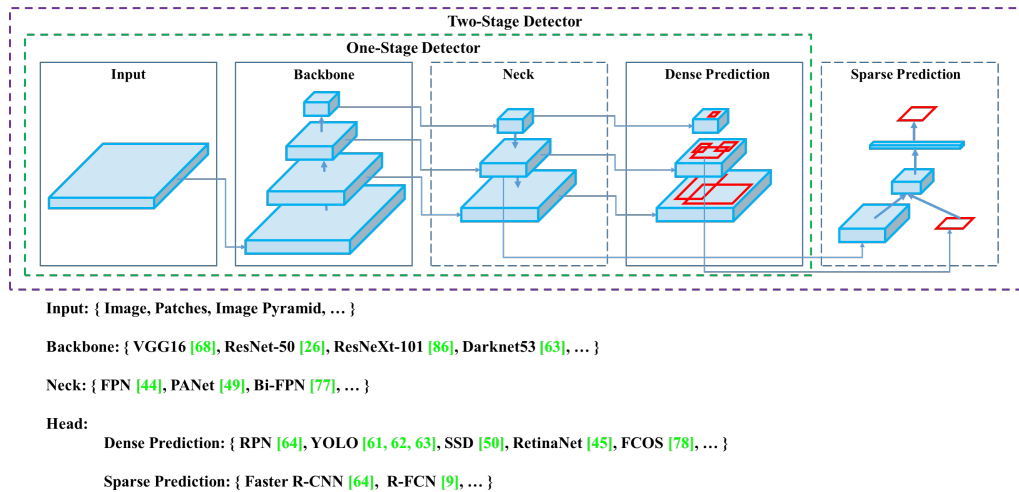 Two-Stage Detector
One-Stage Detector
Input
Backbone
Neck
Dense Prediction
Sparse Prediction
Input: { Image, Patches, Image Pyramid, … }
Backbone: { VGG16 [68], ResNet-50 [26], ResNeXt-101 [86], Darknet53 [63], … }
Neck: { FPN [44], PANet [49], Bi-FPN [77], … }
Head:
Dense Prediction: { RPN [64], YOLO [61, 62, 63], SSD [50], RetinaNet [45], FCOS [78], … }
Sparse Prediction: { Faster R-CNN [64], R-FCN [9], … }